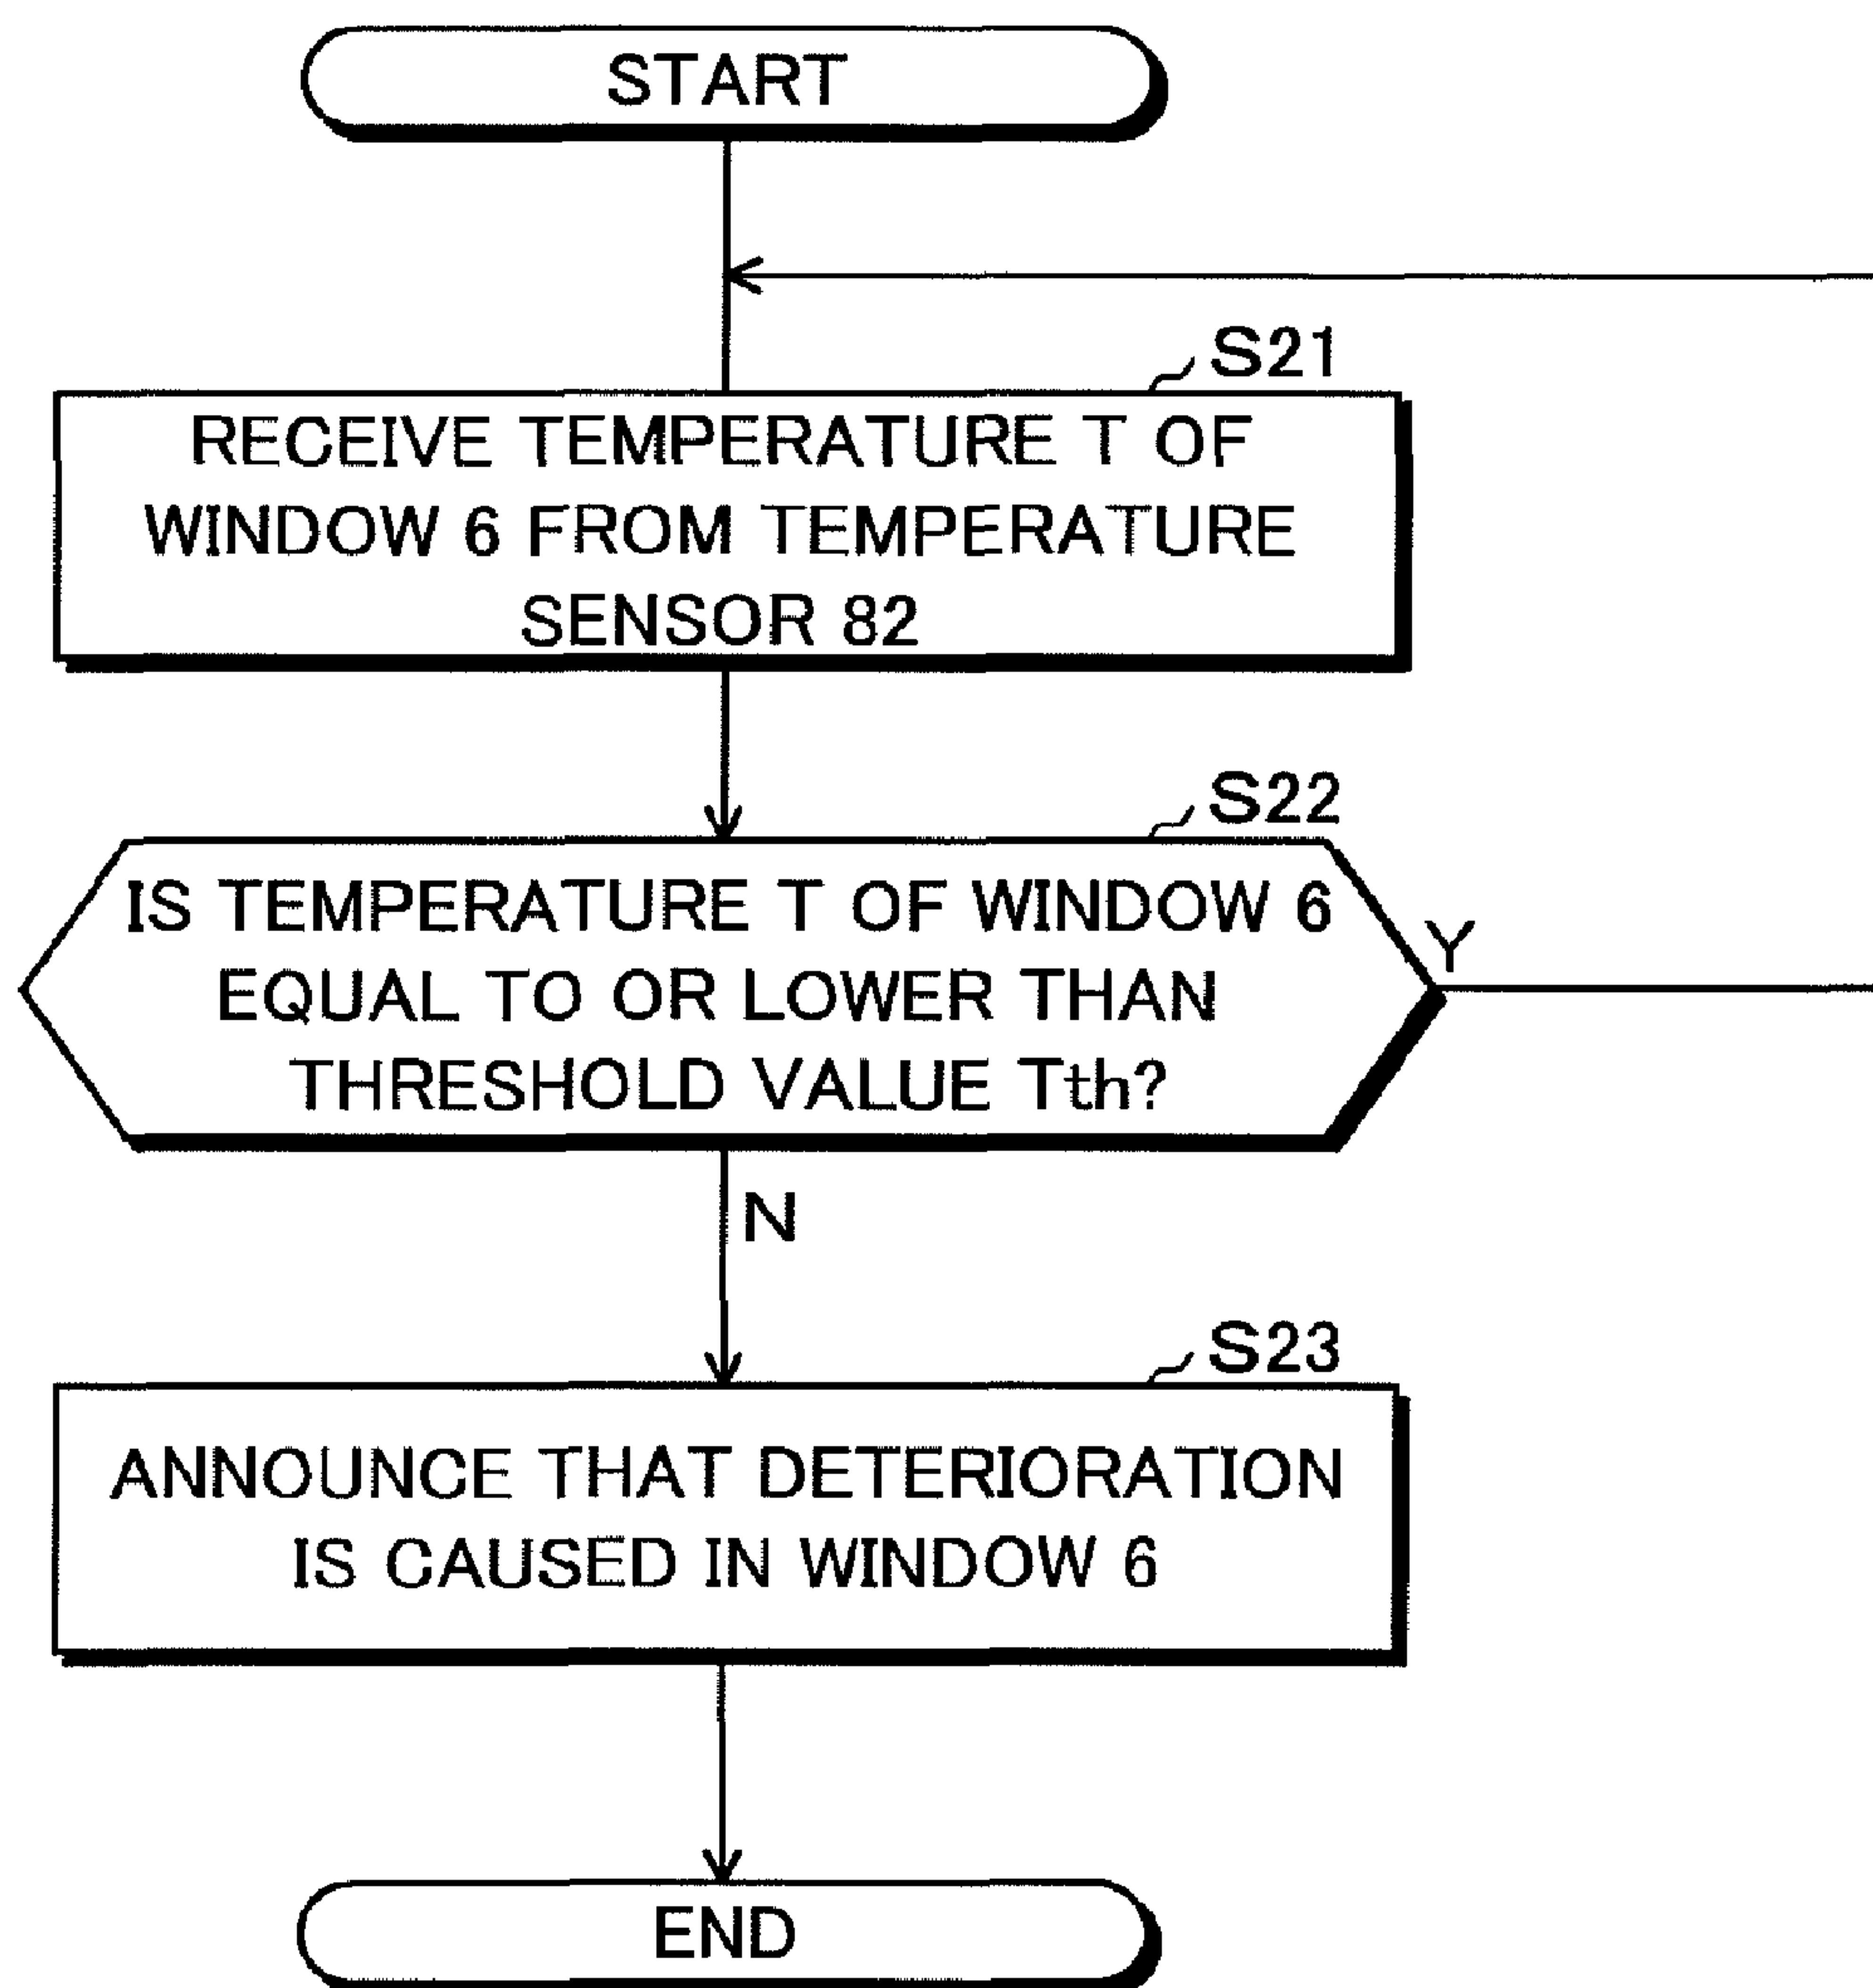 START
S21
RECEIVE TEMPERATURE T OF
WINDOW 6 FROM TEMPERATURE
SENSOR 82
S22
IS TEMPERATURE T OF WINDOW 6
EQUAL TO OR LOWER THAN
THRESHOLD VALUE Tth?
Y
N
S23
ANNOUNCE THAT DETERIORATION
IS CAUSED IN WINDOW 6
END